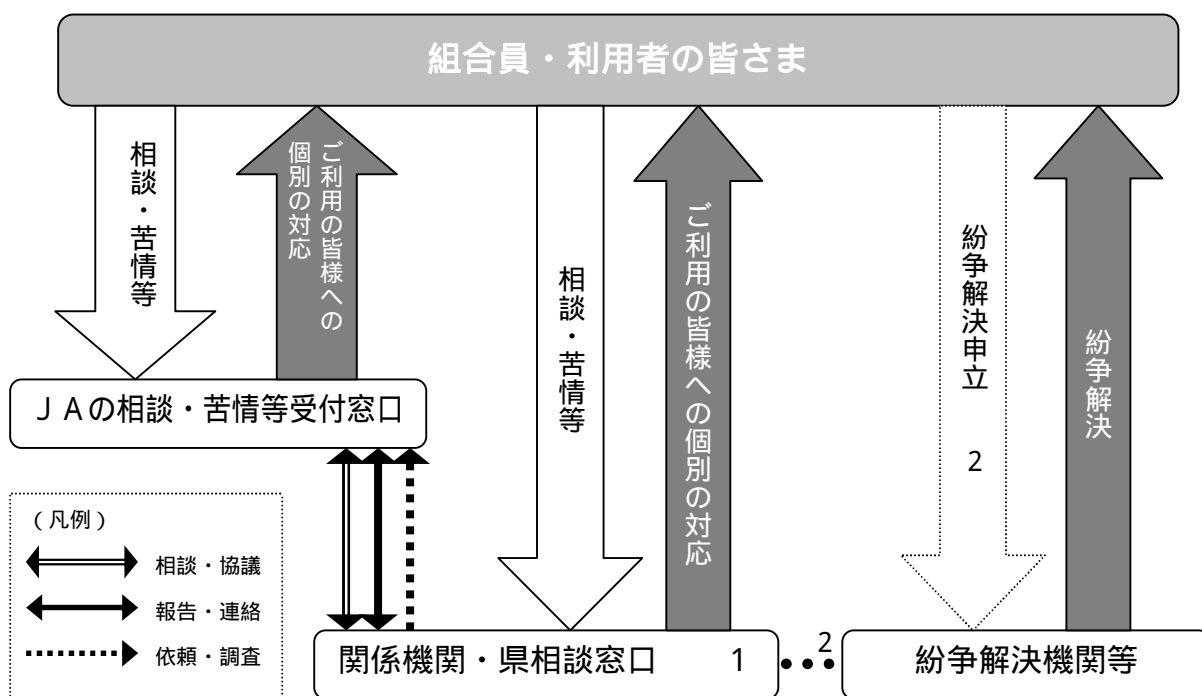 組合員・利用者の皆さま
相談・苦情等
ご利用の皆様への
個別の対応
相談・苦情等
ご利用の皆様への個別の対応
紛争解決申立 2
紛争解決
ＪＡの相談・苦情等受付窓口
（凡例）
相談・協議
報告・連絡
依頼・調査
関係機関・県相談窓口 1
2
紛争解決機関等